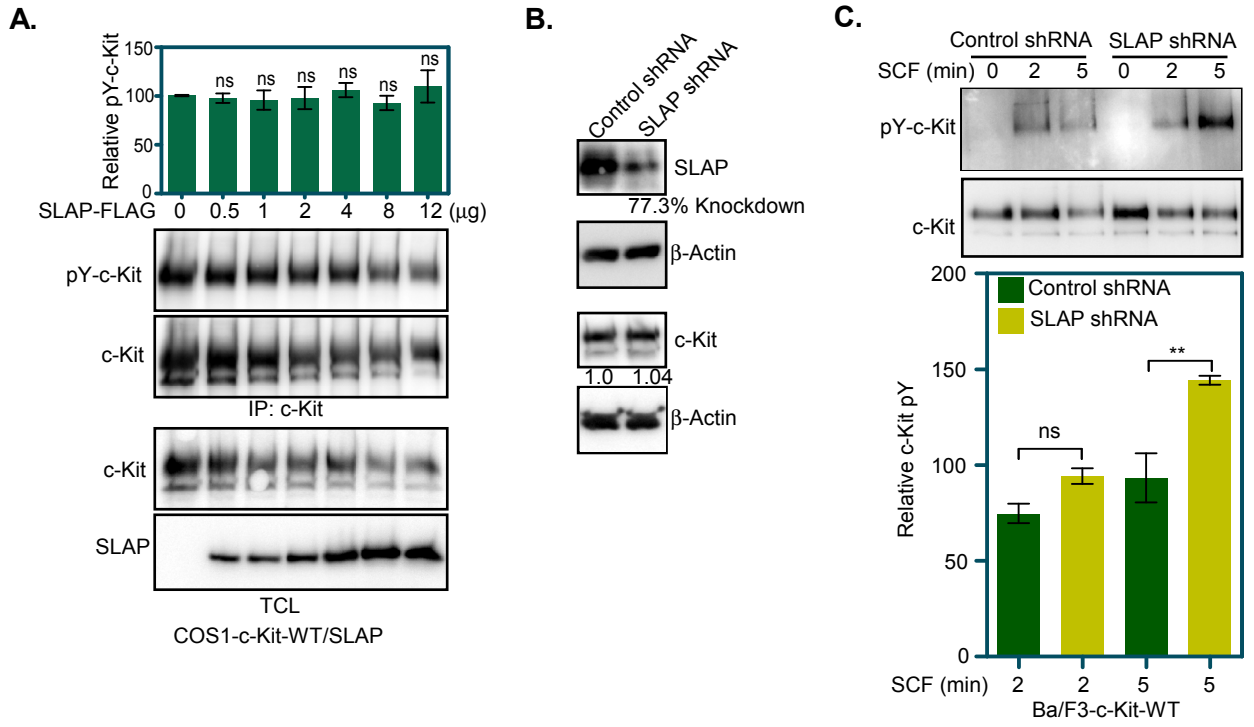 A.
Relative pY-c-Kit
150
100
50
0
ns ns ns ns ns ns
SLAP-FLAG 0 0.5 1 2 4 8 12 (μg)
pY-c-Kit
c-Kit
IP: c-Kit
c-Kit
SLAP
TCL
COS1-c-Kit-WT/SLAP
B.
Control shRNA
SLAP shRNA
SLAP
77.3% Knockdown
β-Actin
c-Kit
1.0 1.04
β-Actin
C.
Control shRNA SLAP shRNA
SCF (min) 0 2 5 0 2 5
pY-c-Kit
c-Kit
Relative c-Kit pY
200
150
100
50
0
Control shRNA
SLAP shRNA
ns
**
SCF (min) 2 2 5 5
Ba/F3-c-Kit-WT